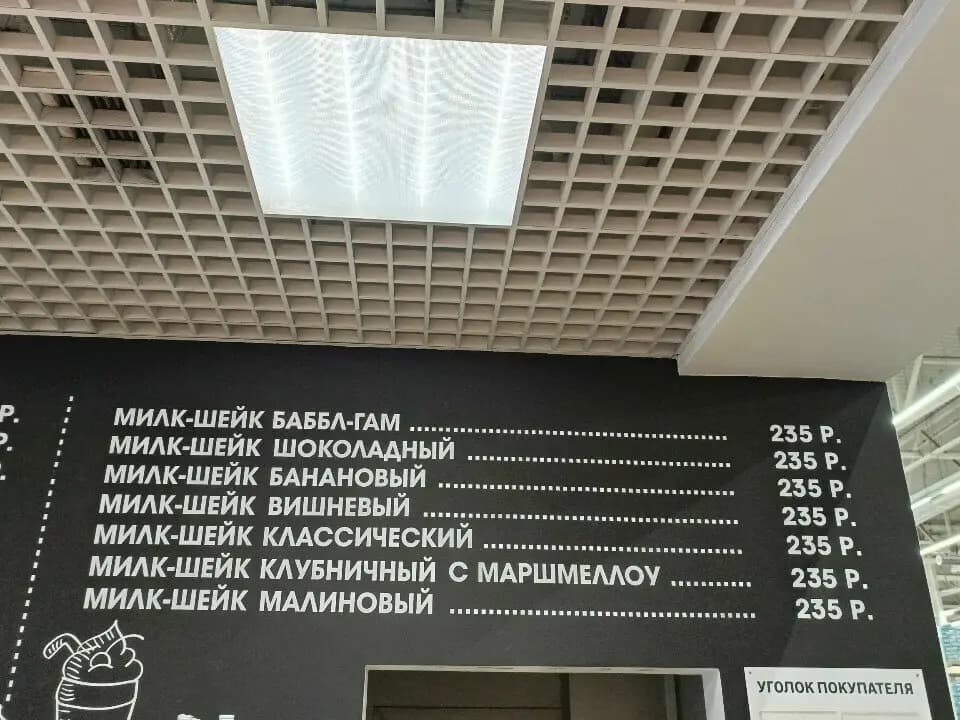 Р.
Р.
МИЛК-ШЕЙК БАББЛ-ГАМ ........................................ 235 Р.
МИЛК-ШЕЙК ШОКОЛАДНЫЙ ................................. 235 Р.
МИЛК-ШЕЙК БАНАНОВЫЙ ..................................... 235 Р.
МИЛК-ШЕЙК ВИШНЕВЫЙ ....................................... 235 Р.
МИЛК-ШЕЙК КЛАССИЧЕСКИЙ ................................ 235 Р.
МИЛК-ШЕЙК КЛУБНИЧНЫЙ С МАРШМЕЛЛОУ .......... 235 Р.
МИЛК-ШЕЙК МАЛИНОВЫЙ ...................................... 235 Р.
УГОЛОК ПОКУПАТЕЛЯ